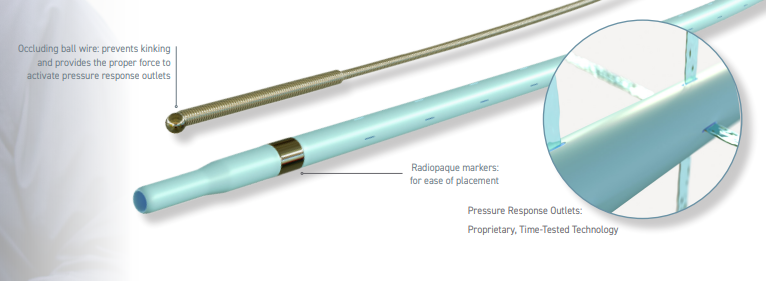 Occluding ball wire: prevents kinking
and provides the proper force to
activate pressure response outlets
Radiopaque markers:
for ease of placement
Pressure Response Outlets:
Proprietary, Time-Tested Technology